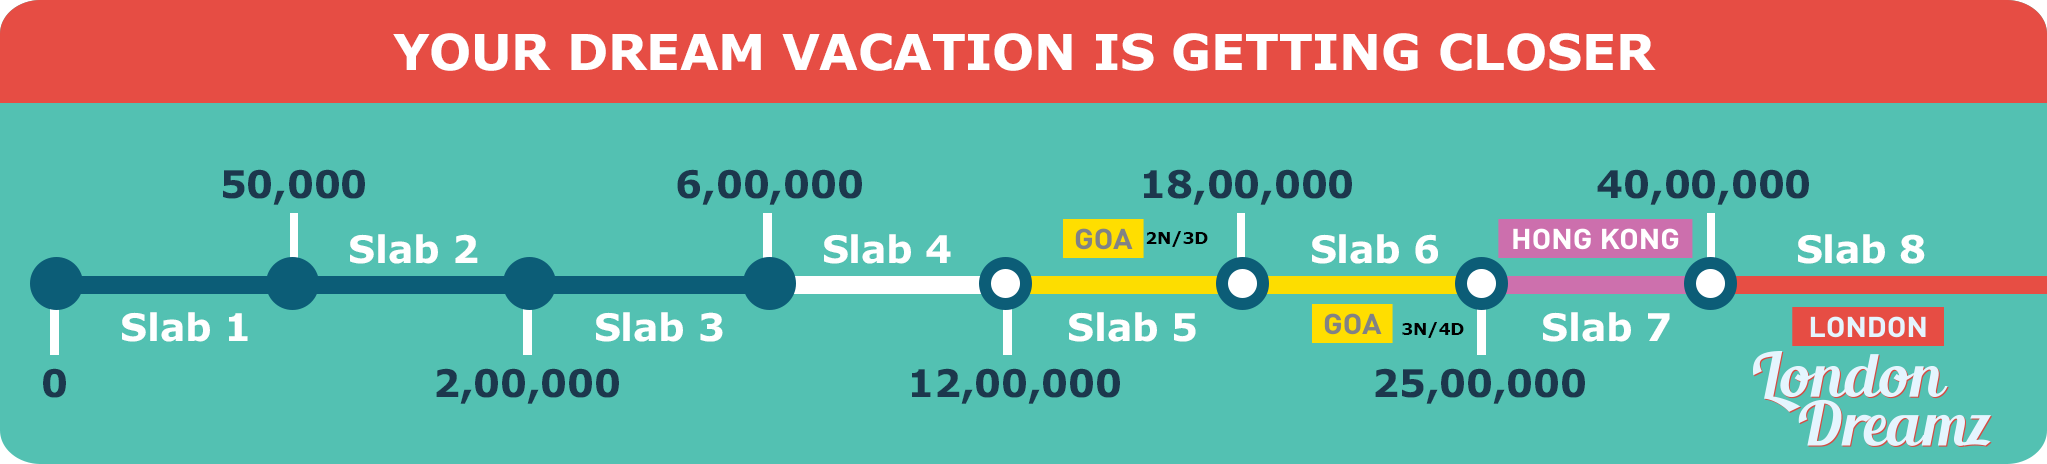 YOUR DREAM VACATION IS GETTING CLOSER
50,000
6,00,000
18,00,000
40,00,000
GOA 2N/3D
HONG KONG
Slab 2
Slab 4
Slab 6
Slab 8
Slab 1
Slab 3
Slab 5
GOA 3N/4D
Slab 7
LONDON
0
2,00,000
12,00,000
25,00,000
London
Dreamz